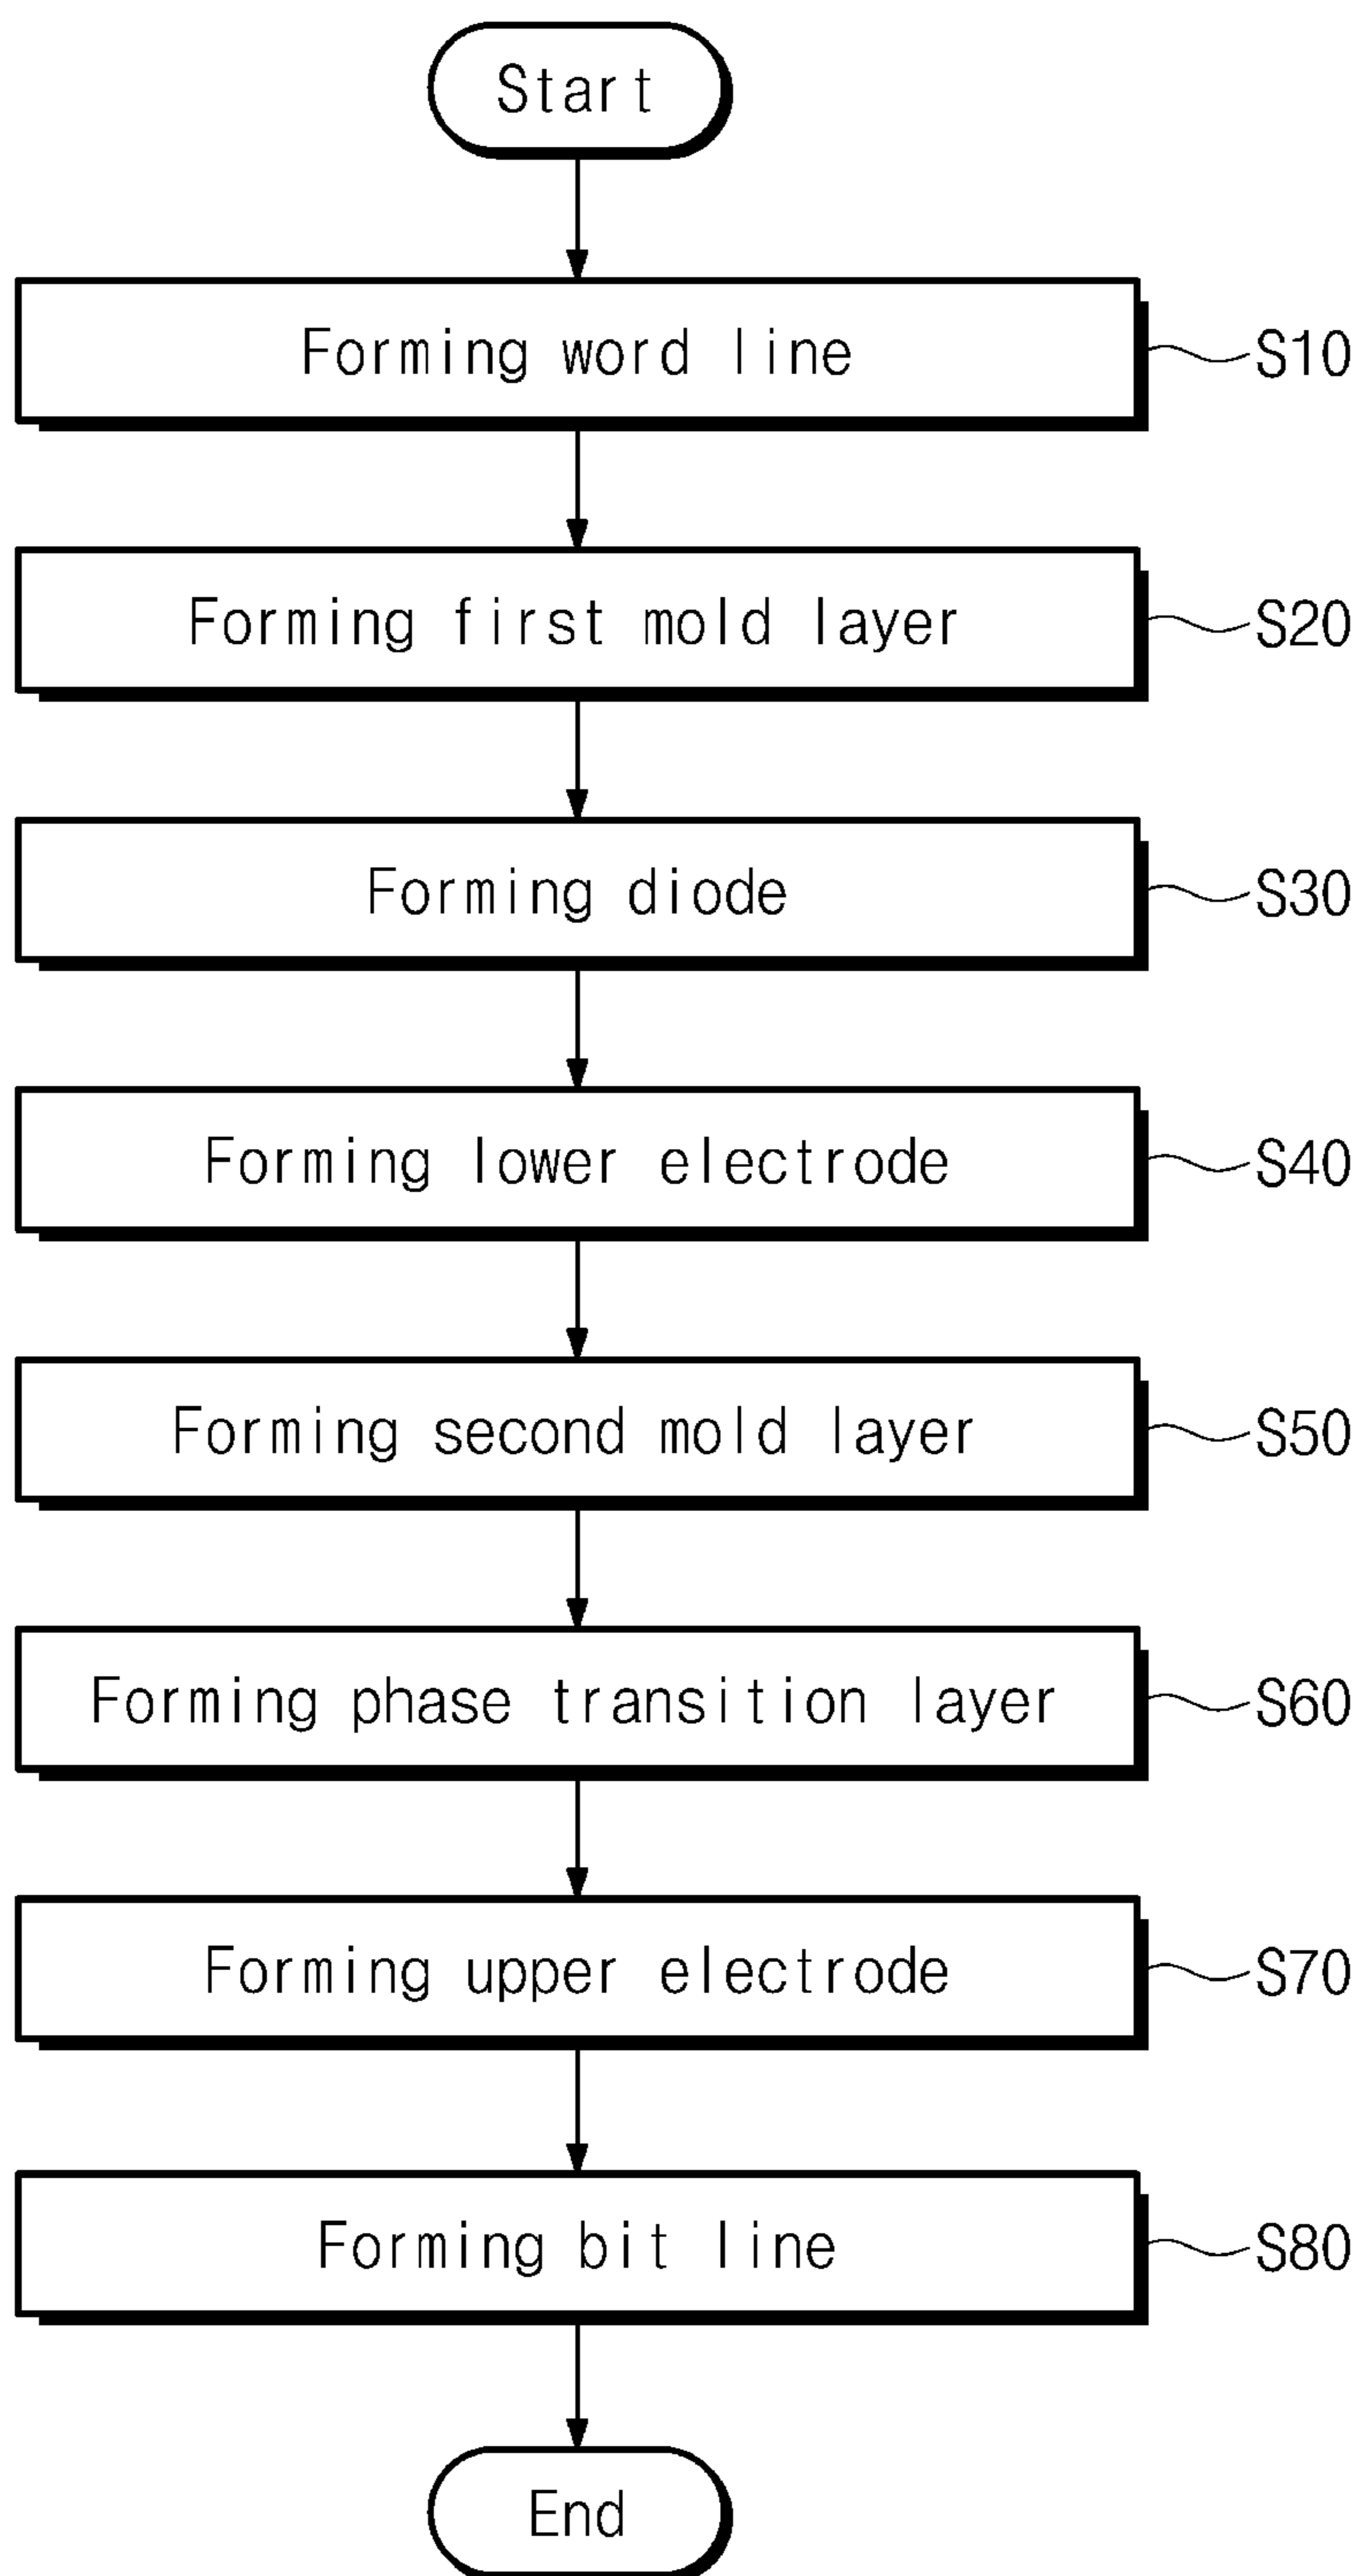 Start
Forming word line
S10
Forming first mold layer
S20
Forming diode
S30
Forming lower electrode
S40
Forming second mold layer
S50
Forming phase transition layer
S60
Forming upper electrode
S70
Forming bit line
S80
End